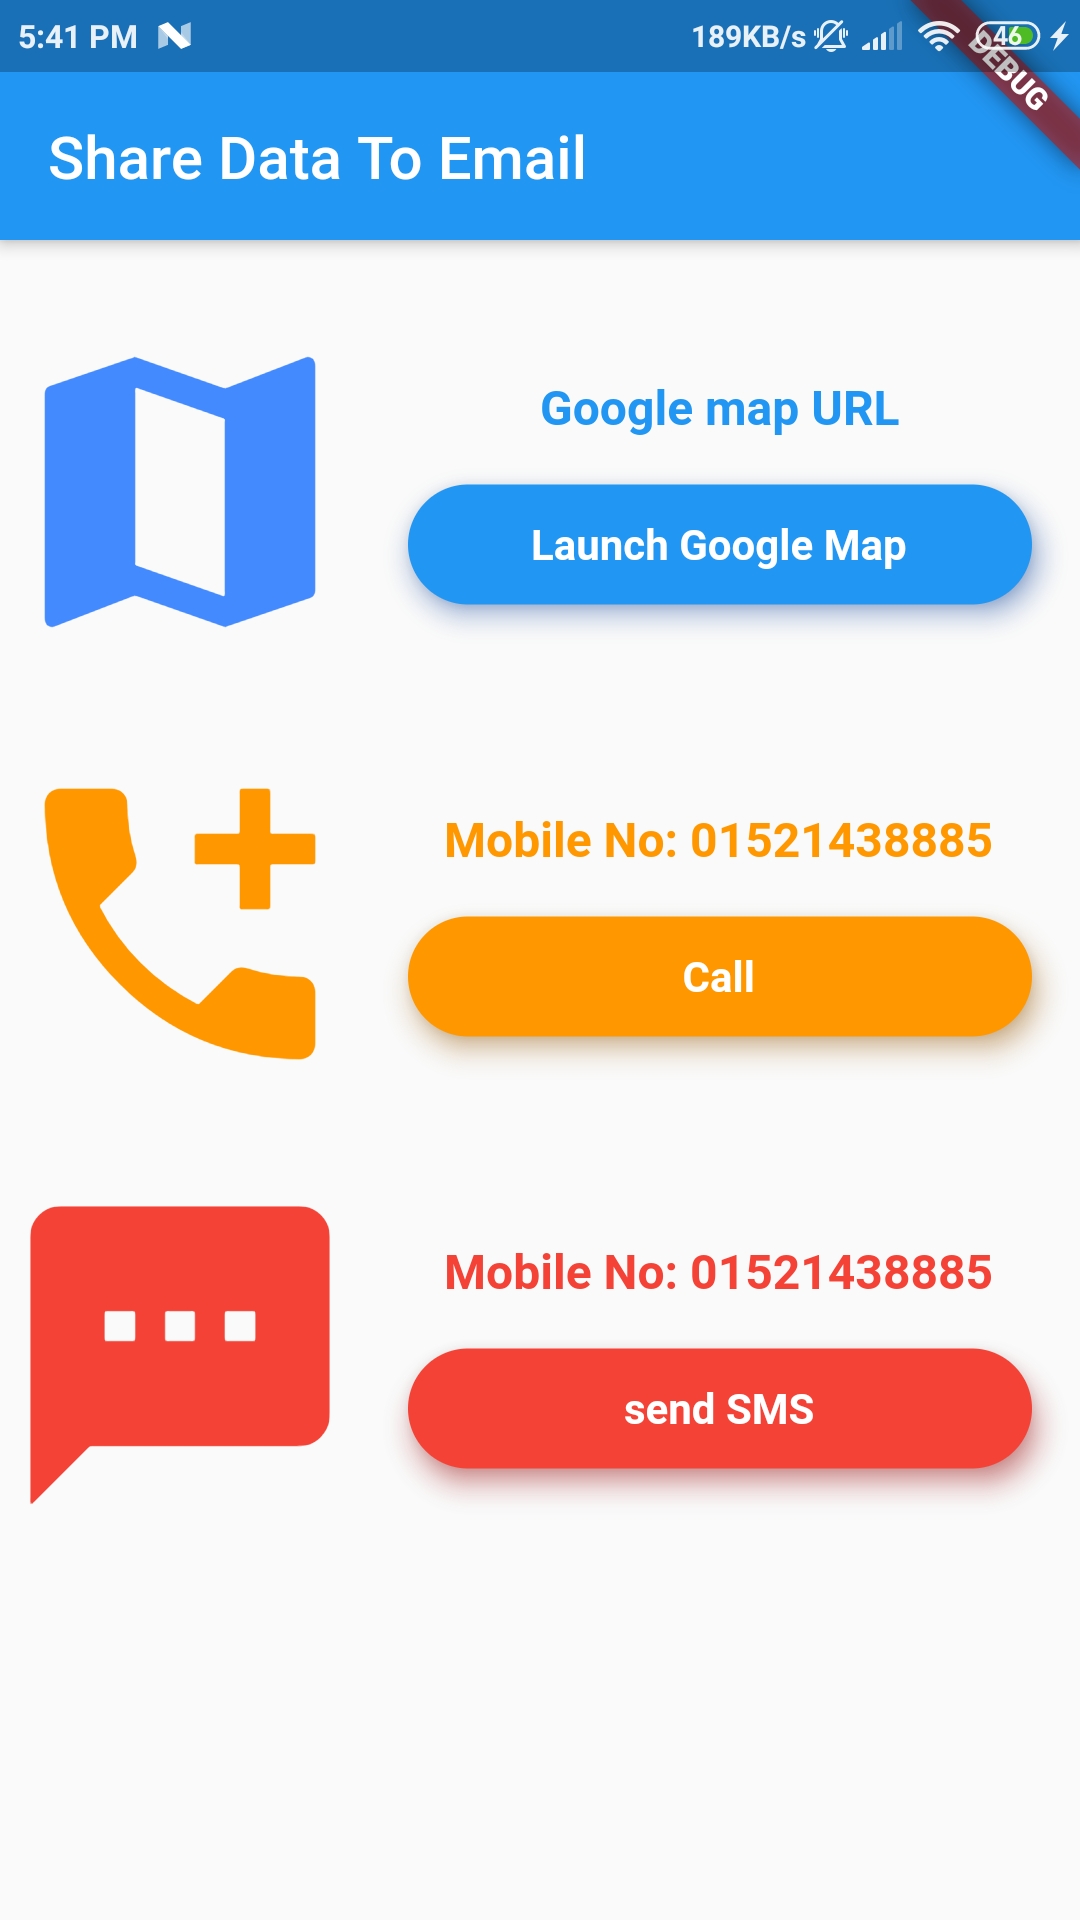 5:41 PM 189KB/s 46
DEBUG
Share Data To Email
Google map URL
Launch Google Map
Mobile No: 01521438885
Call
Mobile No: 01521438885
send SMS